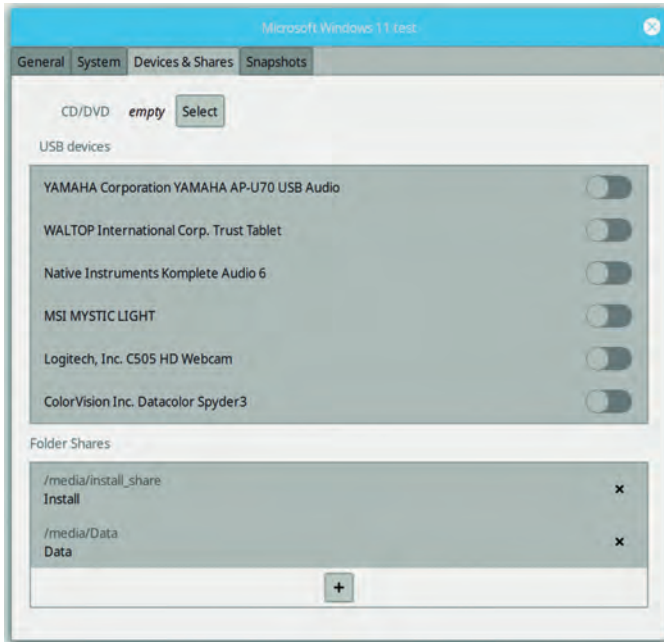 Microsoft Windows 11 test
General System Devices & Shares Snapshots
CD/DVD empty Select
USB devices
YAMAHA Corporation YAMAHA AP-U70 USB Audio
WALTOP International Corp. Trust Tablet
Native Instruments Komplete Audio 6
MSI MYSTIC LIGHT
Logitech, Inc. C505 HD Webcam
ColorVision Inc. Datacolor Spyder3
Folder Shares
/media/install_share
Install
/media/Data
Data
+